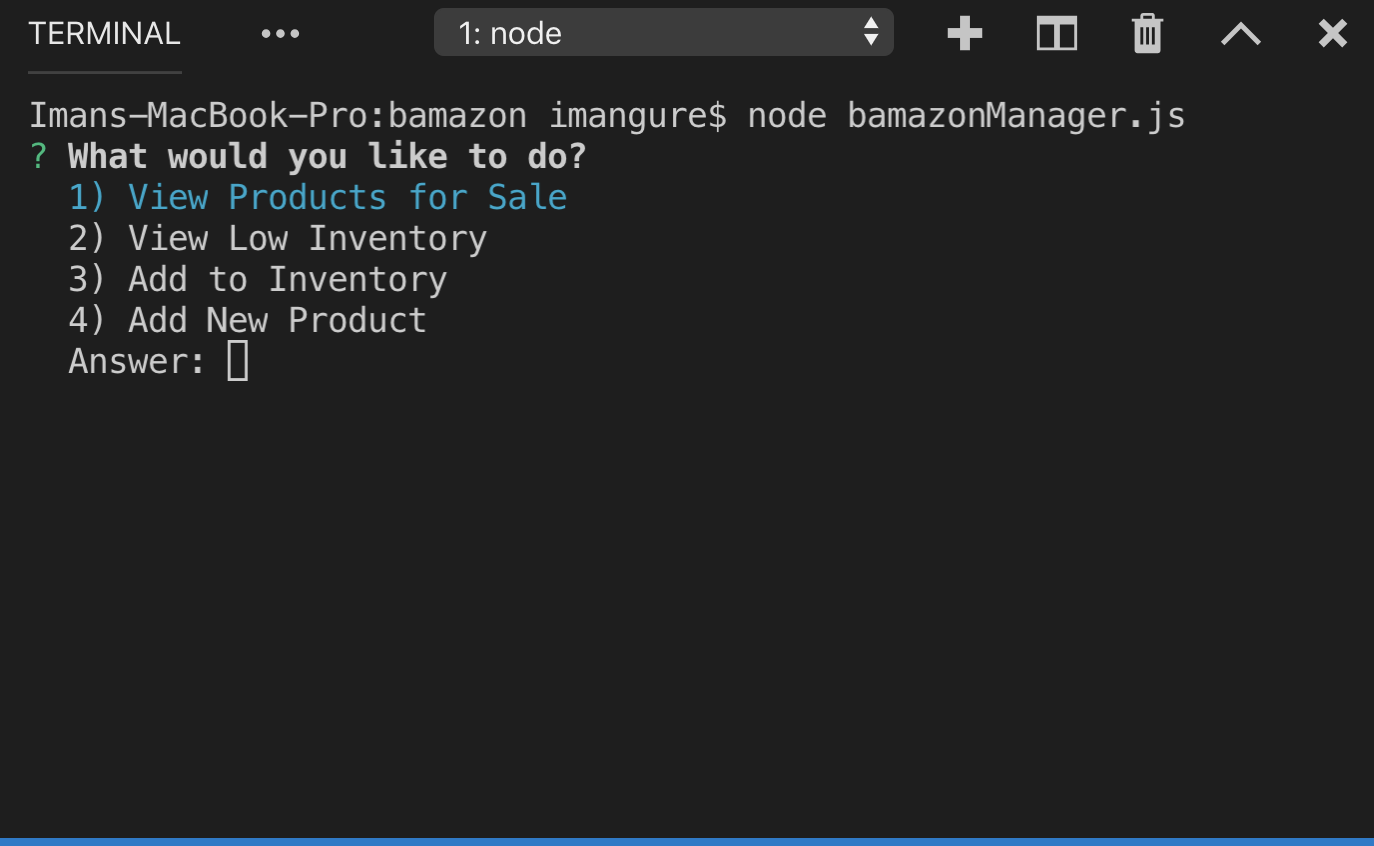 TERMINAL ••• 1: node
Imans-MacBook-Pro:bamazon imangure$ node bamazonManager.js
? What would you like to do?
1) View Products for Sale
2) View Low Inventory
3) Add to Inventory
4) Add New Product
Answer: